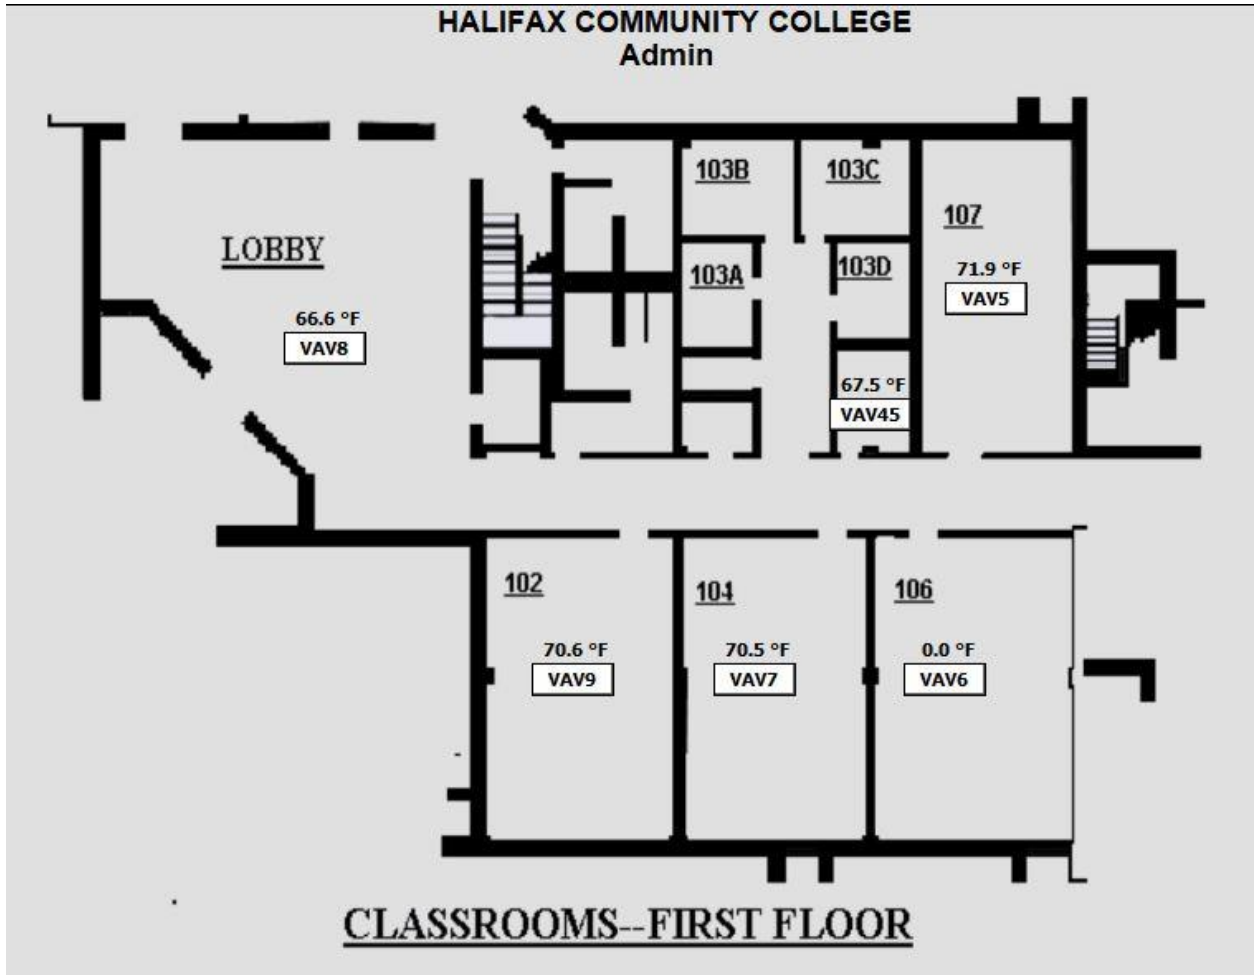 HALIFAX COMMUNITY COLLEGE
Admin
103B
103C
107
LOBBY
103A
103D
71.9 °F
VAV5
66.6 °F
VAV8
67.5 °F
VAV45
102
104
106
70.6 °F
VAV9
70.5 °F
VAV7
0.0 °F
VAV6
CLASSROOMS--FIRST FLOOR